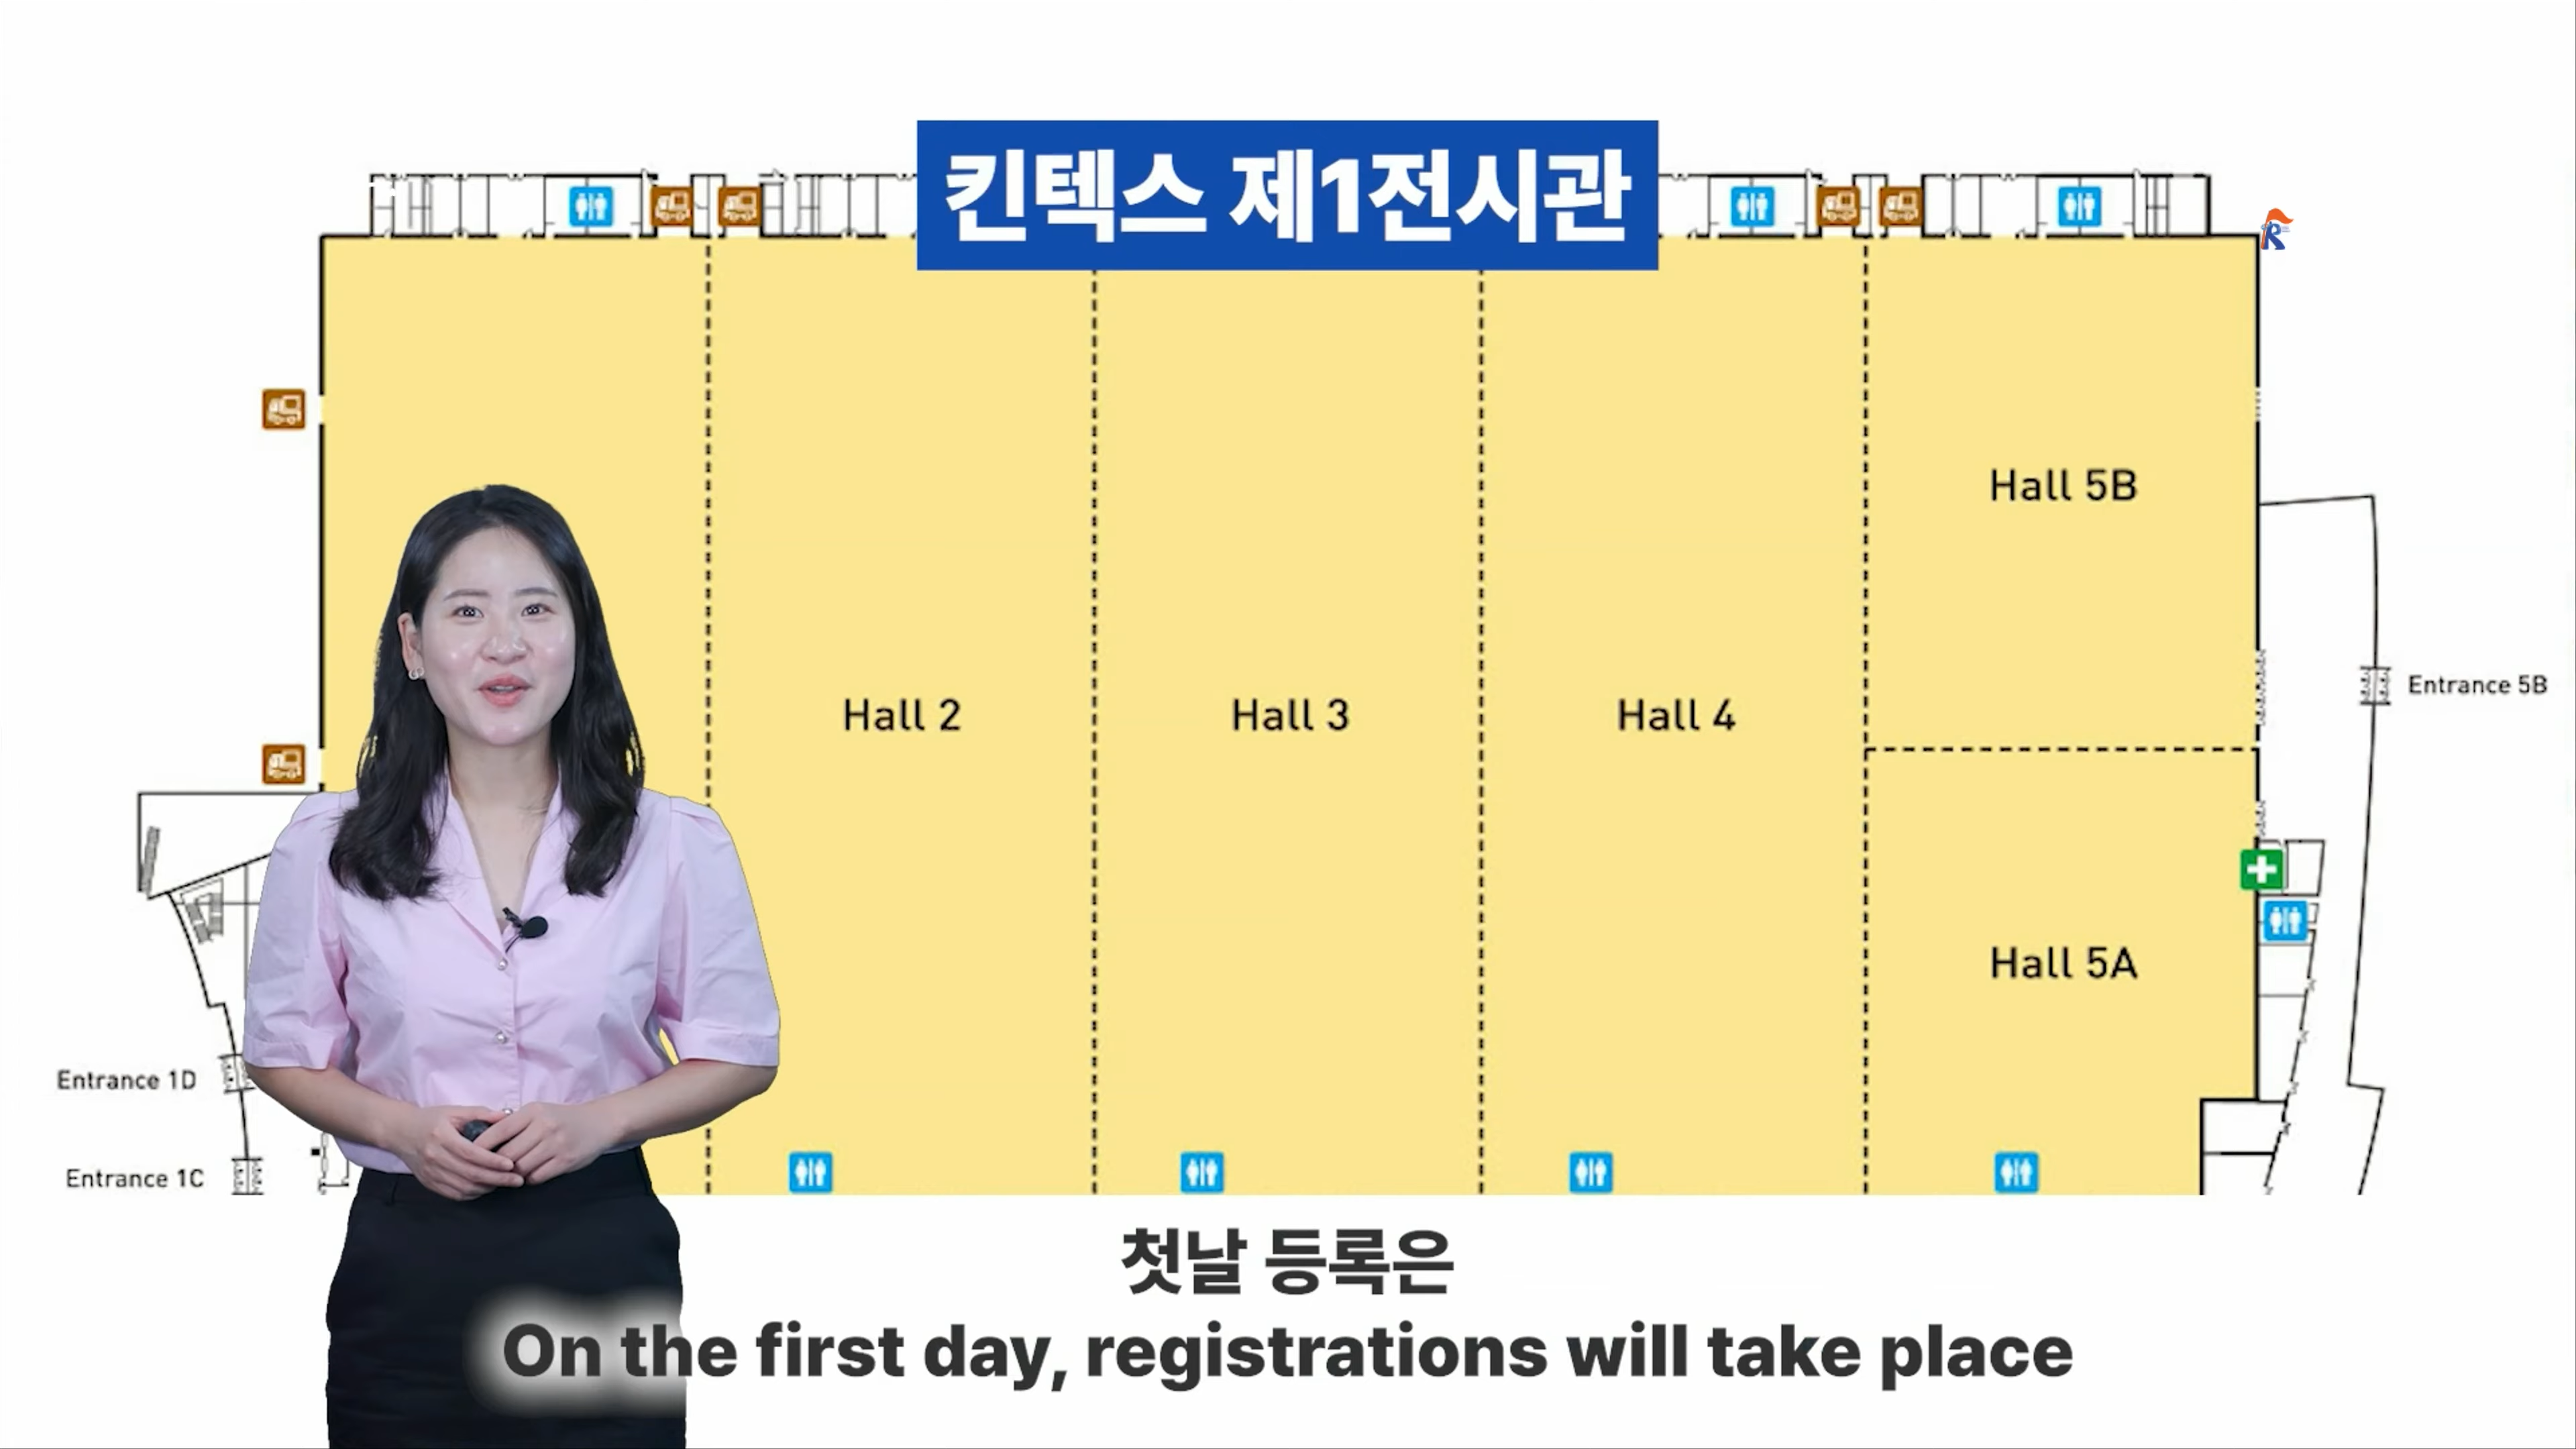 킨텍스 제1전시관
Hall 5B
Entrance 5B
Hall 2
Hall 3
Hall 4
Hall 5A
Entrance 1D
Entrance 1C
첫날 등록은
On the first day, registrations will take place